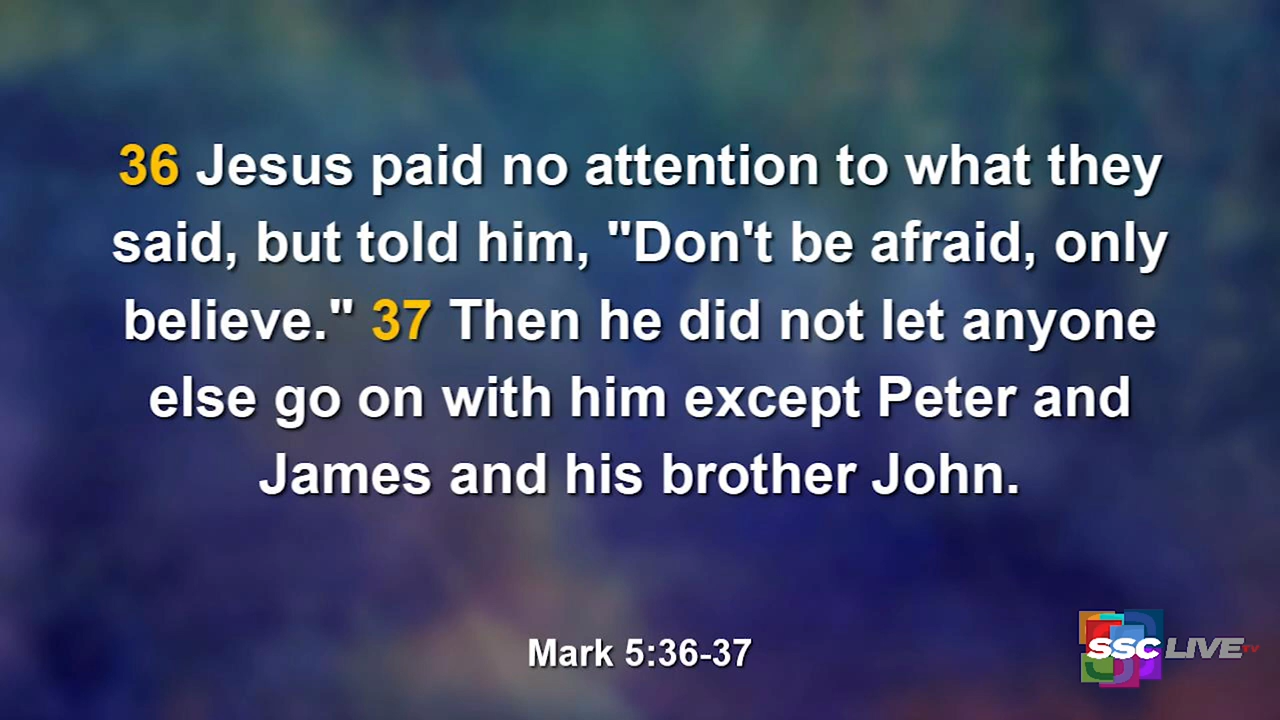 36 Jesus paid no attention to what they
said, but told him, "Don't be afraid, only
believe." 37 Then he did not let anyone
else go on with him except Peter and
James and his brother John.
Mark 5:36-37
SSC LIVE TV